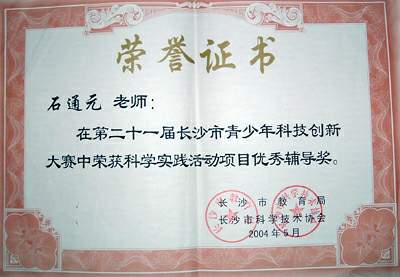 荣誉证书
石通元 老师：
在第二十一届长沙市青少年科技创新
大赛中荣获科学实践活动项目优秀辅导奖。
长沙市教育局
长沙市科学技术协会
2004年5月